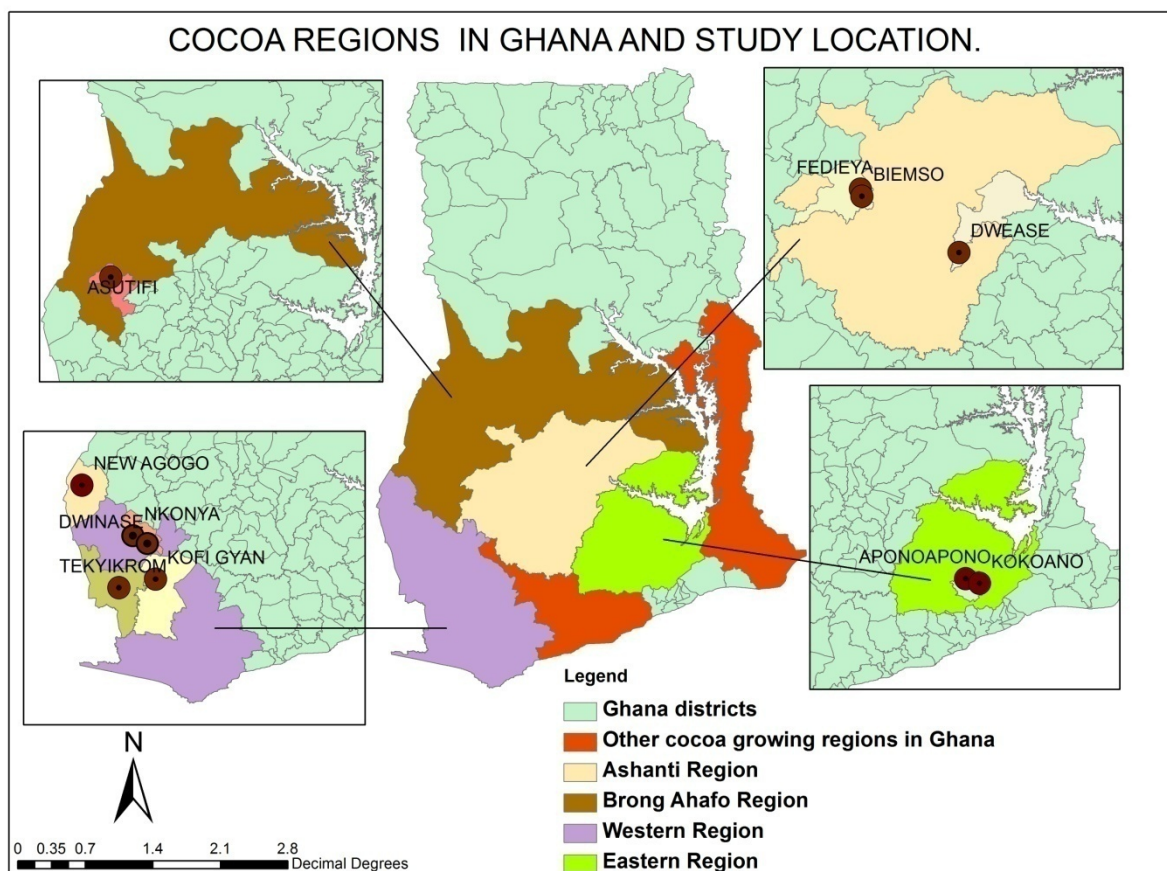 COCOA REGIONS IN GHANA AND STUDY LOCATION.
ASUTIFI
FEDIEYA
BIEMSO
DWEASE
NEW AGOGO
DWINASE
NKONYA
TEKYIKROM
KOFI GYAN
APONOAPONO
KOKOANO
Legend
Ghana districts
Other cocoa growing regions in Ghana
Ashanti Region
Brong Ahafo Region
Western Region
Eastern Region
N
0 0.35 0.7 1.4 2.1 2.8
Decimal Degrees